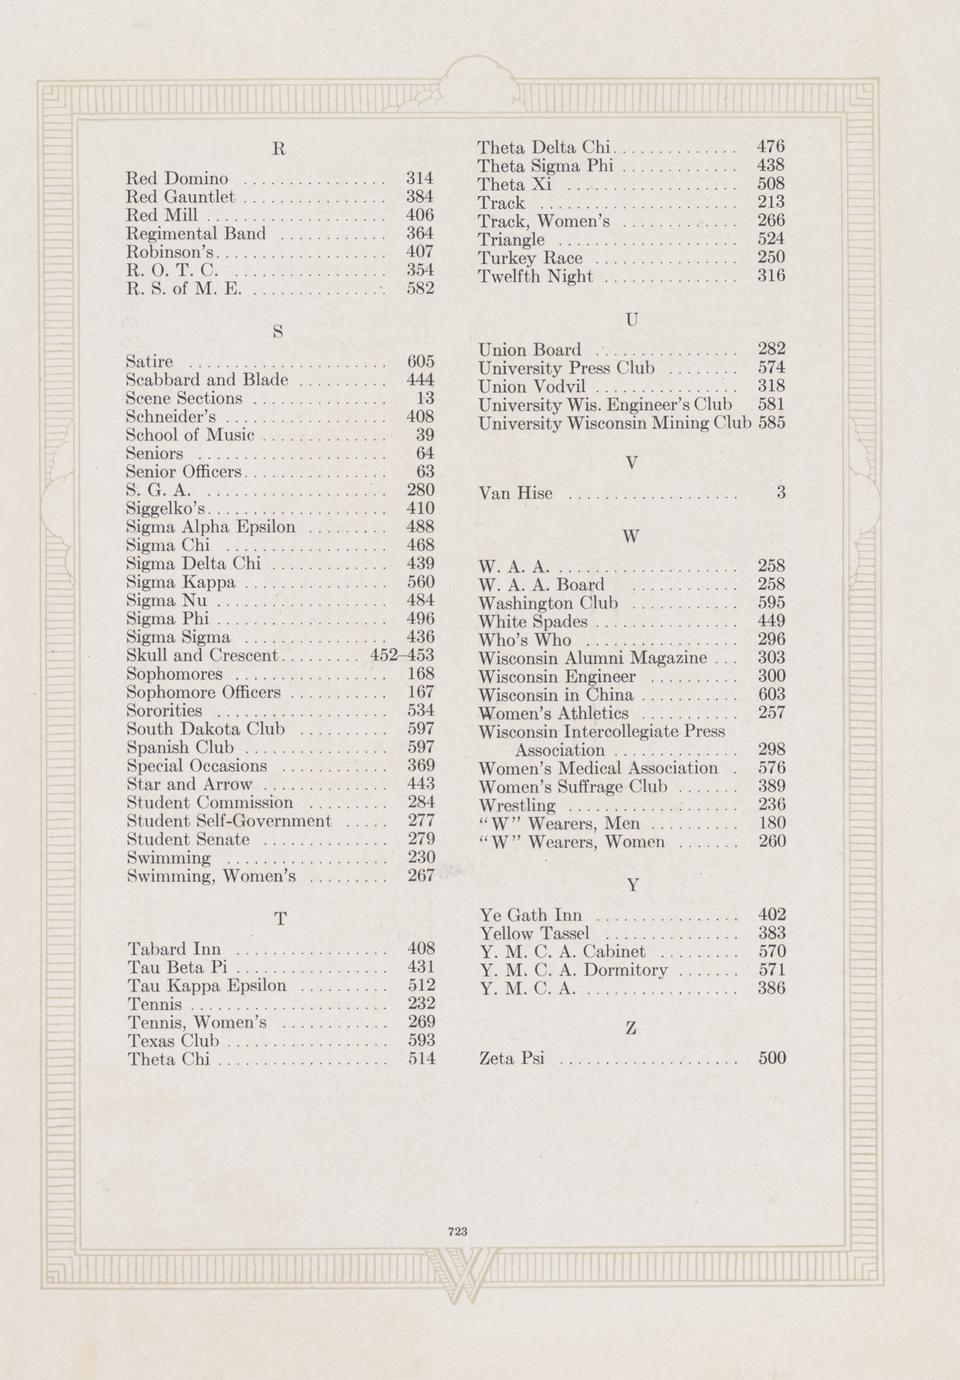 R
Red Domino ................ 314
Red Gauntlet ................ 384
Red Mill .................... 406
Regimental Band ............ 364
Robinson's................... 407
R. O. T. C. ................. 354
R. S. of M. E. ............... 582
S
Satire ...................... 605
Scabbard and Blade .......... 444
Scene Sections ............... 13
Schneider's .................. 408
School of Music .............. 39
Seniors ..................... 64
Senior Officers................ 63
S. G. A. .................... 280
Siggelko's.................... 410
Sigma Alpha Epsilon ......... 488
Sigma Chi .................. 468
Sigma Delta Chi ............. 439
Sigma Kappa ................ 560
Sigma Nu ................... 484
Sigma Phi ................... 496
Sigma Sigma ................ 436
Skull and Crescent......... 452–453
Sophomores ................. 168
Sophomore Officers ........... 167
Sororities ................... 534
South Dakota Club .......... 597
Spanish Club ................ 597
Special Occasions ............ 369
Star and Arrow .............. 443
Student Commission ......... 284
Student Self-Government ..... 277
Student Senate .............. 279
Swimming .................. 230
Swimming, Women's ......... 267
T
Tabard Inn ................. 408
Tau Beta Pi ................. 431
Tau Kappa Epsilon .......... 512
Tennis ...................... 232
Tennis, Women's ............ 269
Texas Club .................. 593
Theta Chi ................... 514
Theta Delta Chi.............. 476
Theta Sigma Phi ............. 438
Theta Xi ................... 508
Track ...................... 213
Track, Women's ............. 266
Triangle .................... 524
Turkey Race ................ 250
Twelfth Night ............... 316
U
Union Board ................ 282
University Press Club ........ 574
Union Vodvil ................ 318
University Wis. Engineer's Club 581
University Wisconsin Mining Club 585
V
Van Hise ................... 3
W
W. A. A. .................... 258
W. A. A. Board ............ 258
Washington Club ............ 595
White Spades ................ 449
Who's Who ................. 296
Wisconsin Alumni Magazine ... 303
Wisconsin Engineer .......... 300
Wisconsin in China ........... 603
Women's Athletics ........... 257
Wisconsin Intercollegiate Press
Association .............. 298
Women's Medical Association . 576
Women's Suffrage Club ....... 389
Wrestling ................... 236
"W" Wearers, Men .......... 180
"W" Wearers, Women ....... 260
Y
Ye Gath Inn ................ 402
Yellow Tassel ............... 383
Y. M. C. A. Cabinet ......... 570
Y. M. C. A. Dormitory ....... 571
Y. M. C. A. ................. 386
Z
Zeta Psi .................... 500
723
W